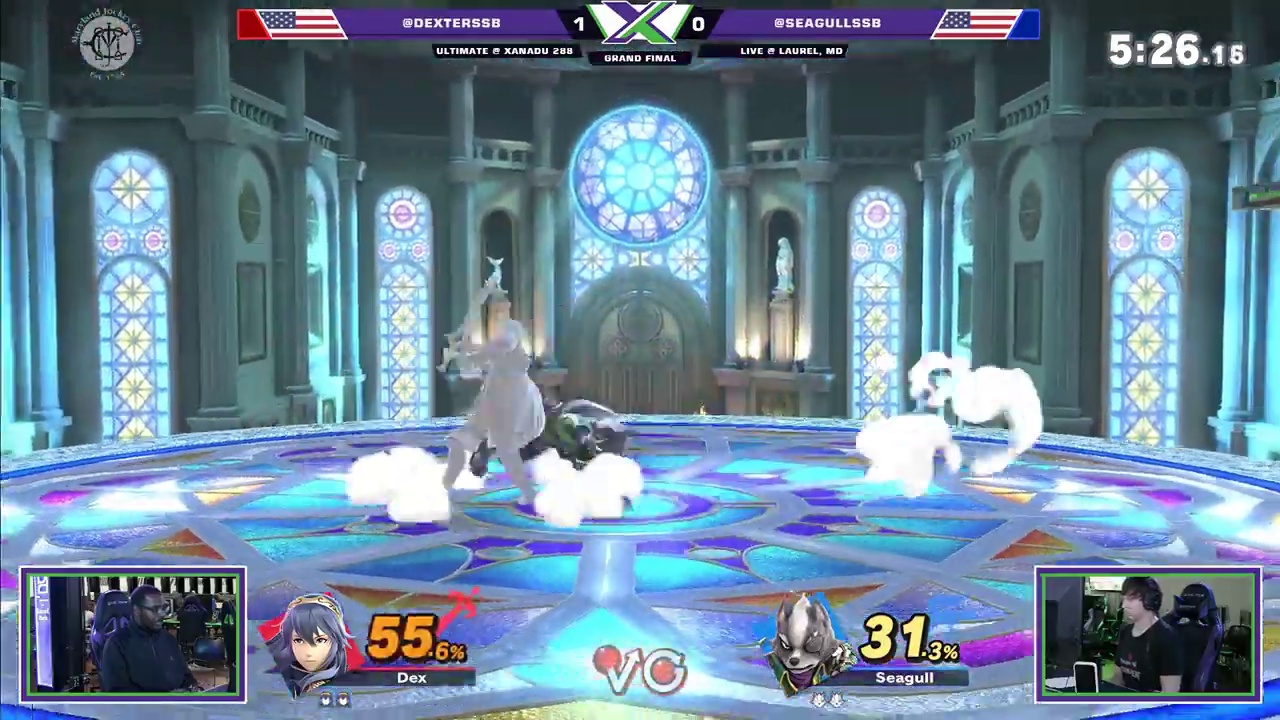 @DEXTERSSB
1
0
@SEAGULLSSB
ULTIMATE @ XANADU 288
LIVE @ LAUREL, MD
GRAND FINAL
5:26.15
55.6%
Dex
VG
31.3%
Seagull